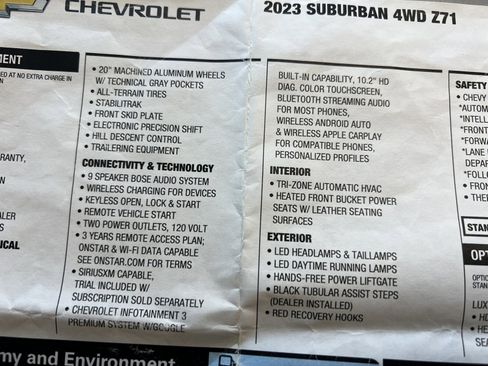 CHEVROLET
2023 SUBURBAN 4WD Z71
MENT
ED AT NO EXTRA CHARGE IN
RANTY,
ALER
ICAL
• 20" MACHINED ALUMINUM WHEELS
W/ TECHNICAL GRAY POCKETS
• ALL-TERRAIN TIRES
• STABILITRAK
• FRONT SKID PLATE
• ELECTRONIC PRECISION SHIFT
• HILL DESCENT CONTROL
• TRAILERING EQUIPMENT
CONNECTIVITY & TECHNOLOGY
• 9 SPEAKER BOSE AUDIO SYSTEM
• WIRELESS CHARGING FOR DEVICES
• KEYLESS OPEN, LOCK & START
• REMOTE VEHICLE START
• TWO POWER OUTLETS, 120 VOLT
• 3 YEARS REMOTE ACCESS PLAN;
ONSTAR & WI-FI DATA CAPABLE
SEE ONSTAR.COM FOR TERMS
• SIRIUSXM CAPABLE,
TRIAL INCLUDED W/
SUBSCRIPTION SOLD SEPARATELY
• CHEVROLET INFOTAINMENT 3
PREMIUM SYSTEM W/GOOGLE
BUILT-IN CAPABILITY, 10.2" HD
DIAG. COLOR TOUCHSCREEN,
BLUETOOTH STREAMING AUDIO
FOR MOST PHONES,
WIRELESS ANDROID AUTO
& WIRELESS APPLE CARPLAY
FOR COMPATIBLE PHONES,
PERSONALIZED PROFILES
INTERIOR
• TRI-ZONE AUTOMATIC HVAC
• HEATED FRONT BUCKET POWER
SEATS W/ LEATHER SEATING
SURFACES
EXTERIOR
• LED HEADLAMPS & TAILLAMPS
• LED DAYTIME RUNNING LAMPS
• HANDS-FREE POWER LIFTGATE
• BLACK TUBULAR ASSIST STEPS
(DEALER INSTALLED)
• RED RECOVERY HOOKS
SAFETY
• CHEVY
*AUTOM
*INTELL
*FRONT
*FORWA
*LANE
DEPAR
*FOLLO
• FRON
• THE
STAN
OPT
STAN
LUX
• H
• H
SEA
my and Environment